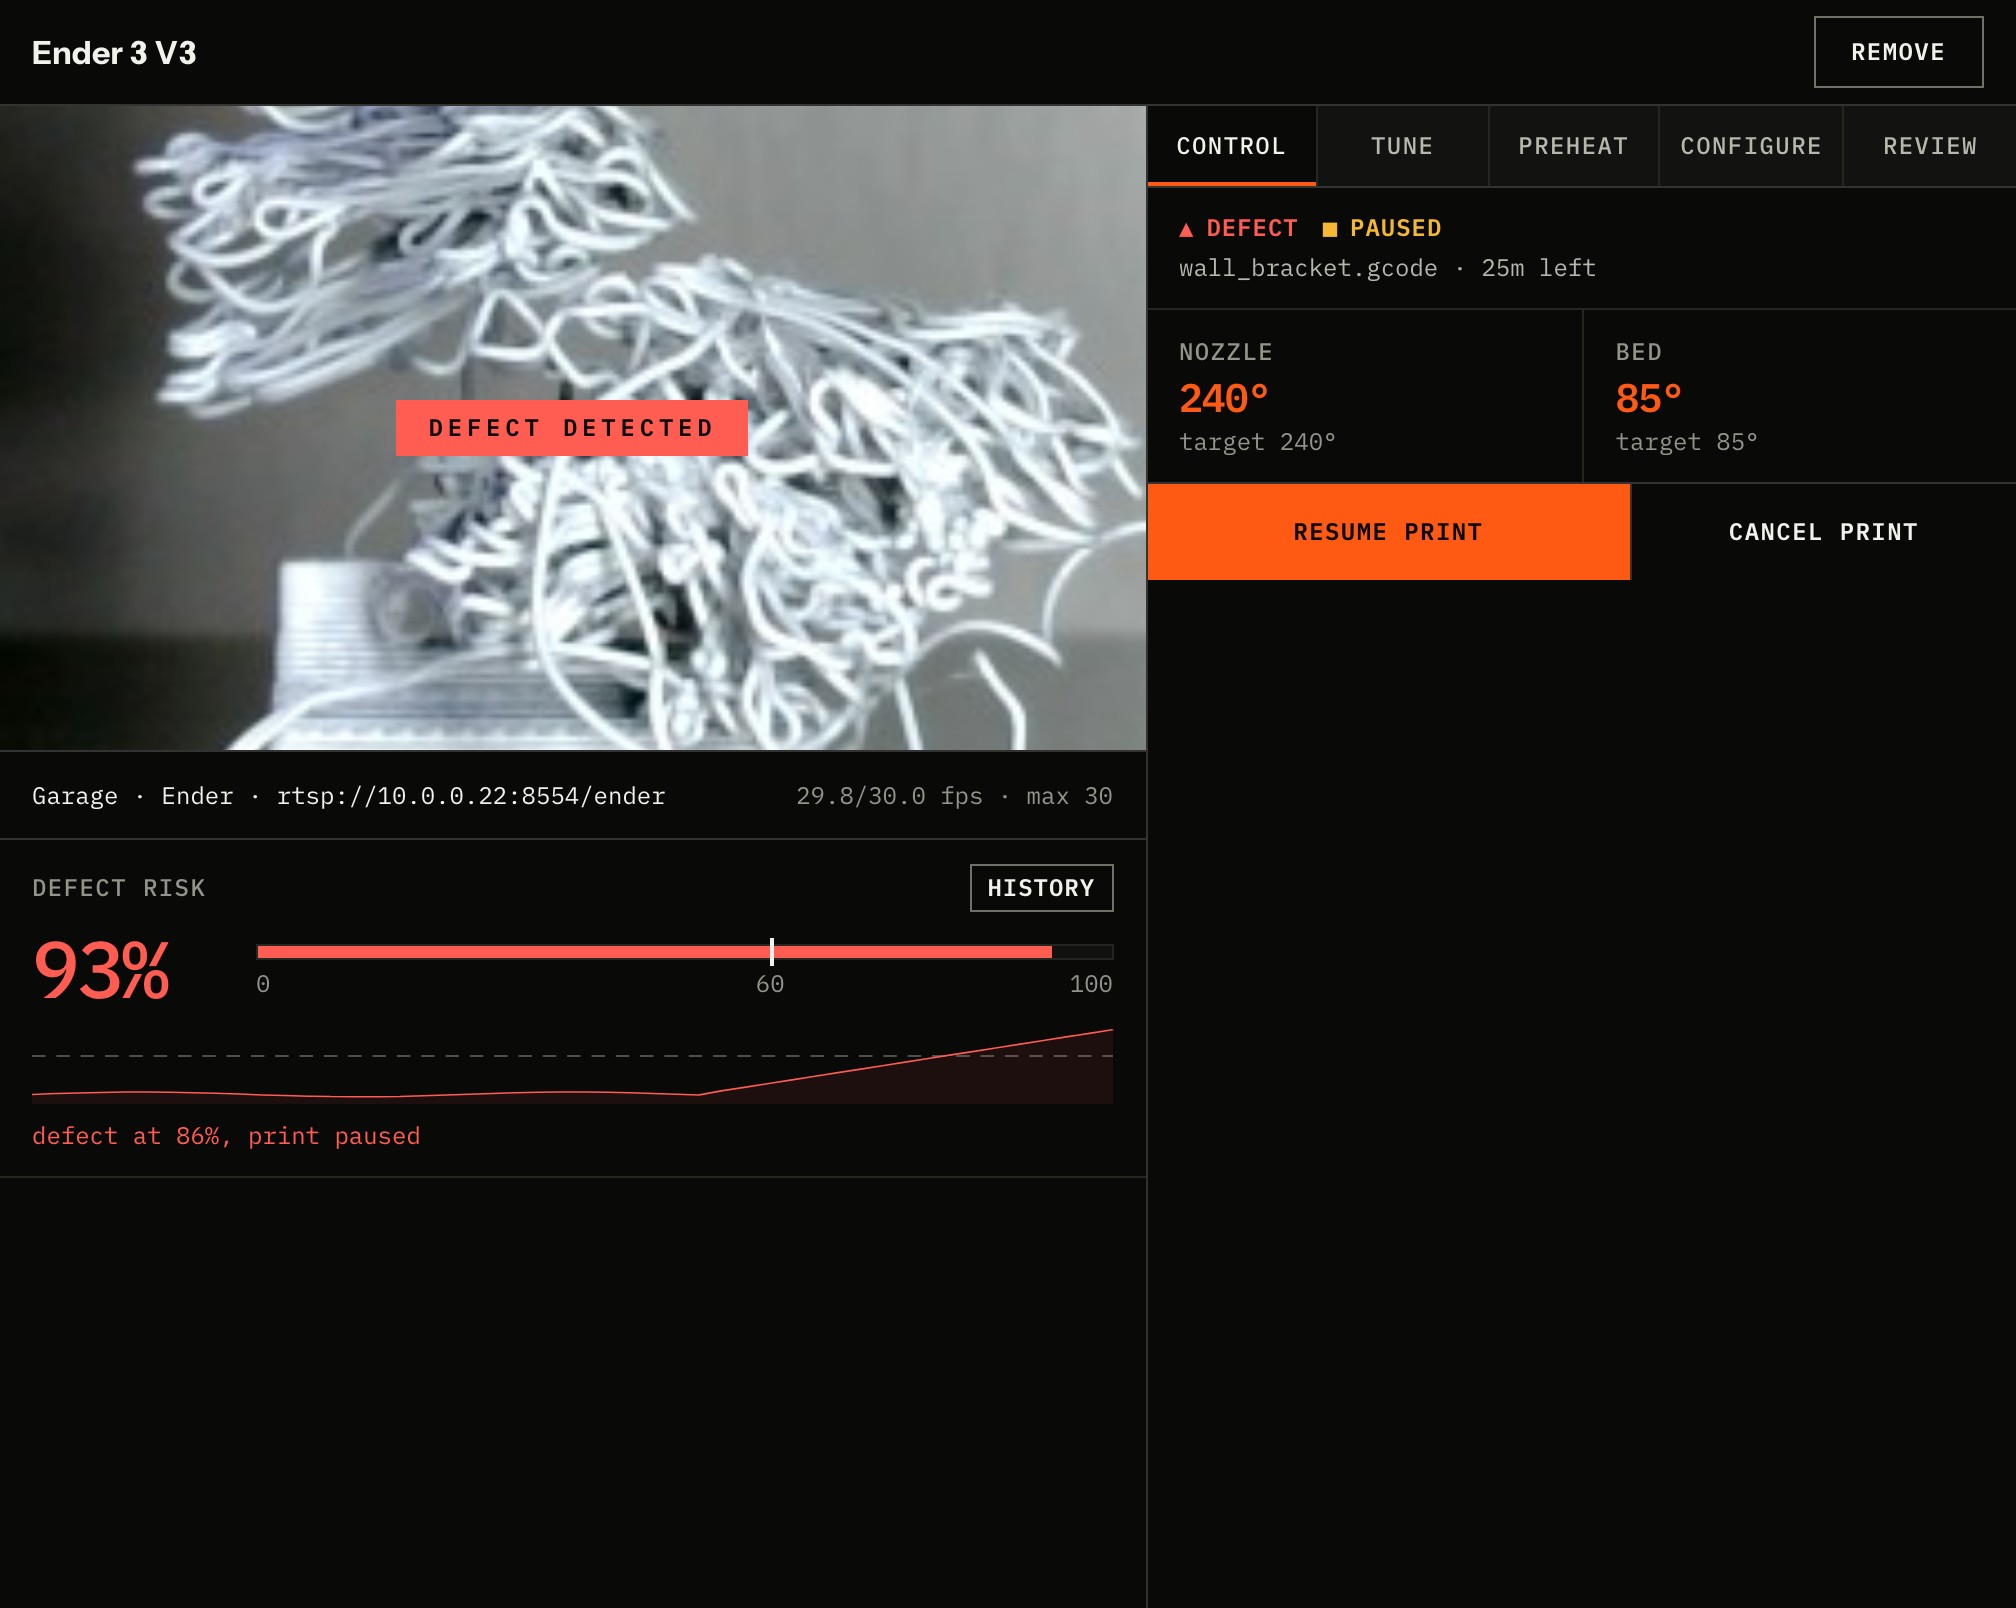 Ender 3 V3
REMOVE
DEFECT DETECTED
Garage · Ender · rtsp://10.0.0.22:8554/ender
29.8/30.0 fps · max 30
DEFECT RISK
HISTORY
93%
0
60
100
defect at 86%, print paused
CONTROL
TUNE
PREHEAT
CONFIGURE
REVIEW
▲ DEFECT ■ PAUSED
wall_bracket.gcode · 25m left
NOZZLE
240°
target 240°
BED
85°
target 85°
RESUME PRINT
CANCEL PRINT